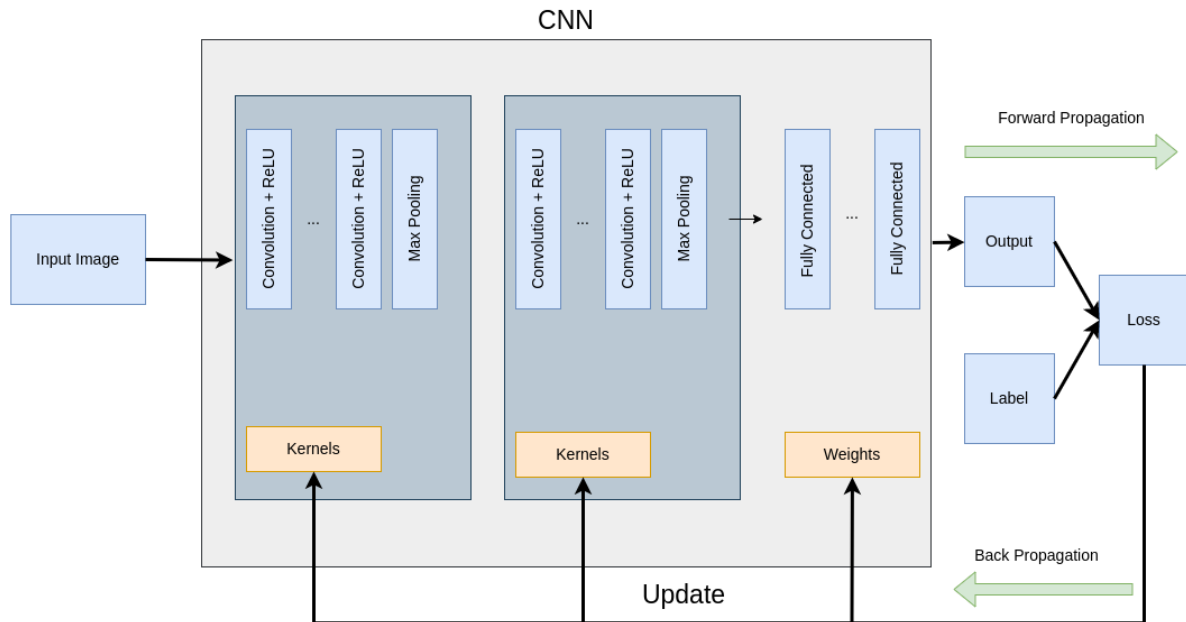 CNN
Forward Propagation
Input Image
Convolution + ReLU
...
Convolution + ReLU
Max Pooling
Convolution + ReLU
...
Convolution + ReLU
Max Pooling
Fully Connected
...
Fully Connected
Output
Label
Loss
Kernels
Kernels
Weights
Back Propagation
Update